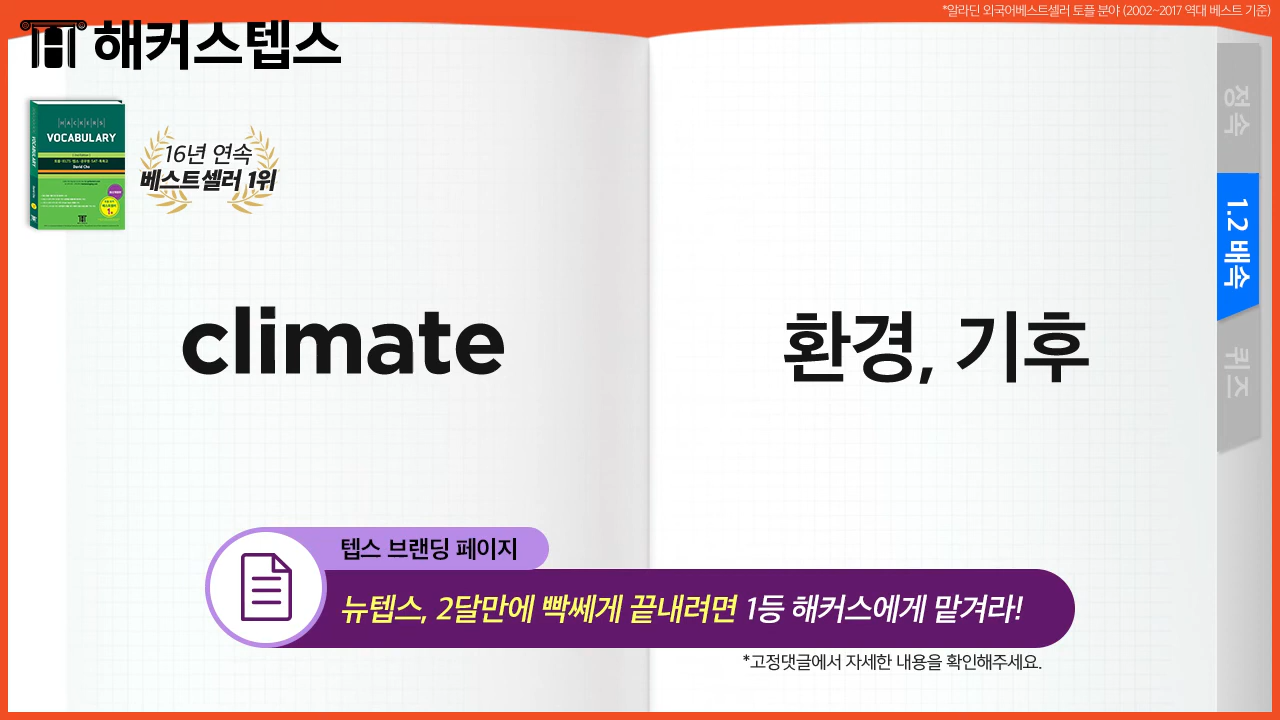 *알라딘 외국어베스트셀러 토플 분야 (2002~2017 역대 베스트 기준)
해커스텝스
HACKERS
VOCABULARY
David Cho
VOCABULARY
16년 연속
베스트셀러 1위
정속
1.2 배속
퀴즈
climate
환경, 기후
텝스 브랜딩 페이지
뉴텝스, 2달만에 빡쎄게 끝내려면 1등 해커스에게 맡겨라!
*고정댓글에서 자세한 내용을 확인해주세요.